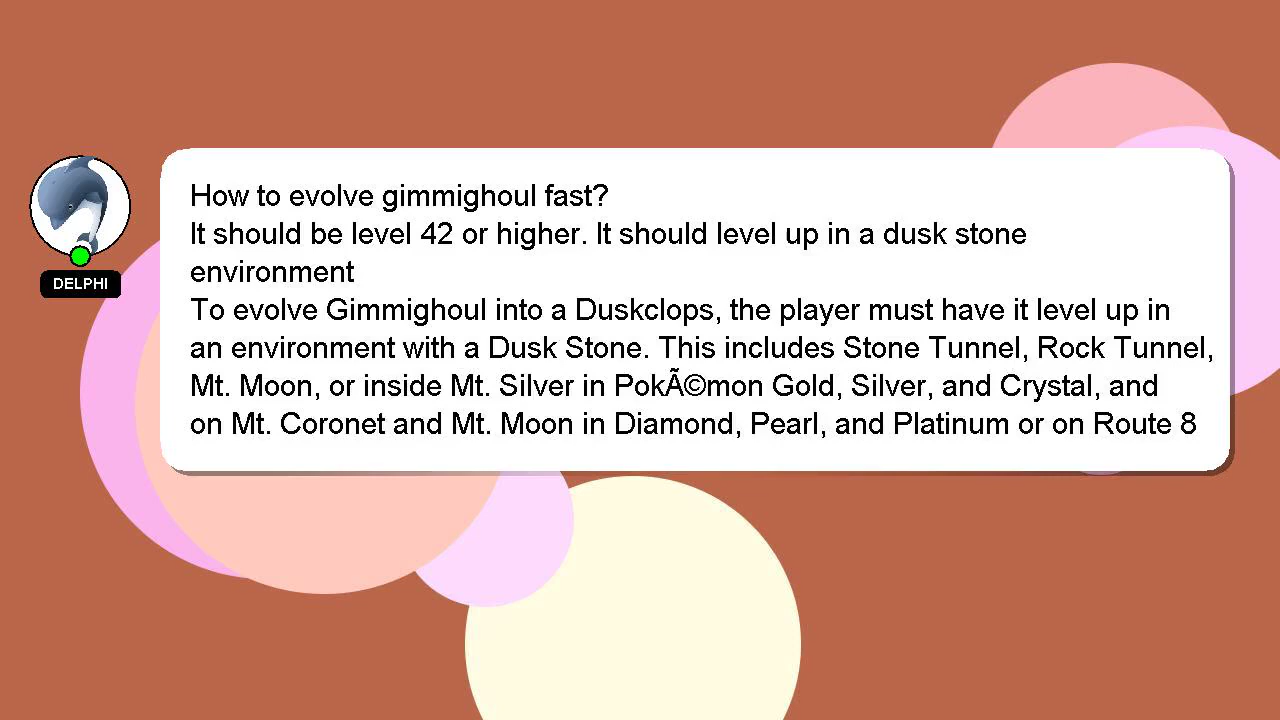 How to evolve gimmighoul fast?
It should be level 42 or higher. It should level up in a dusk stone
environment
To evolve Gimmighoul into a Duskclops, the player must have it level up in
an environment with a Dusk Stone. This includes Stone Tunnel, Rock Tunnel,
Mt. Moon, or inside Mt. Silver in PokÃ©mon Gold, Silver, and Crystal, and
on Mt. Coronet and Mt. Moon in Diamond, Pearl, and Platinum or on Route 8
DELPHI